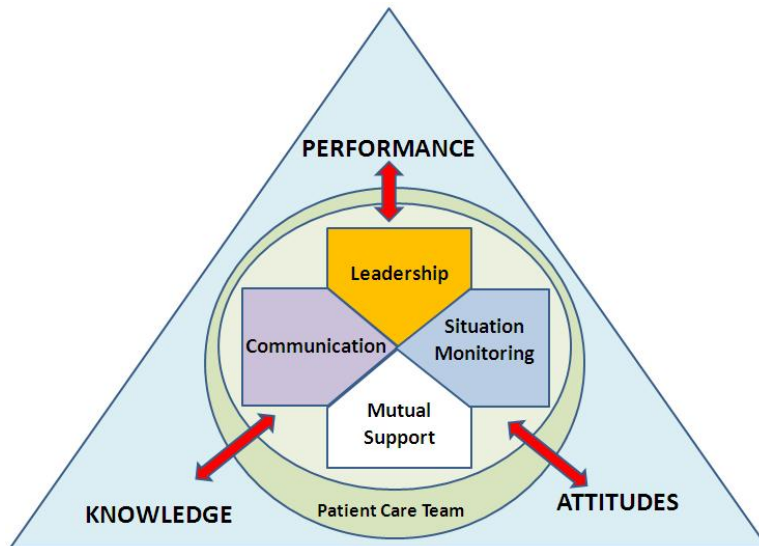 PERFORMANCE
Leadership
Communication
Situation
Monitoring
Mutual
Support
KNOWLEDGE
Patient Care Team
ATTITUDES